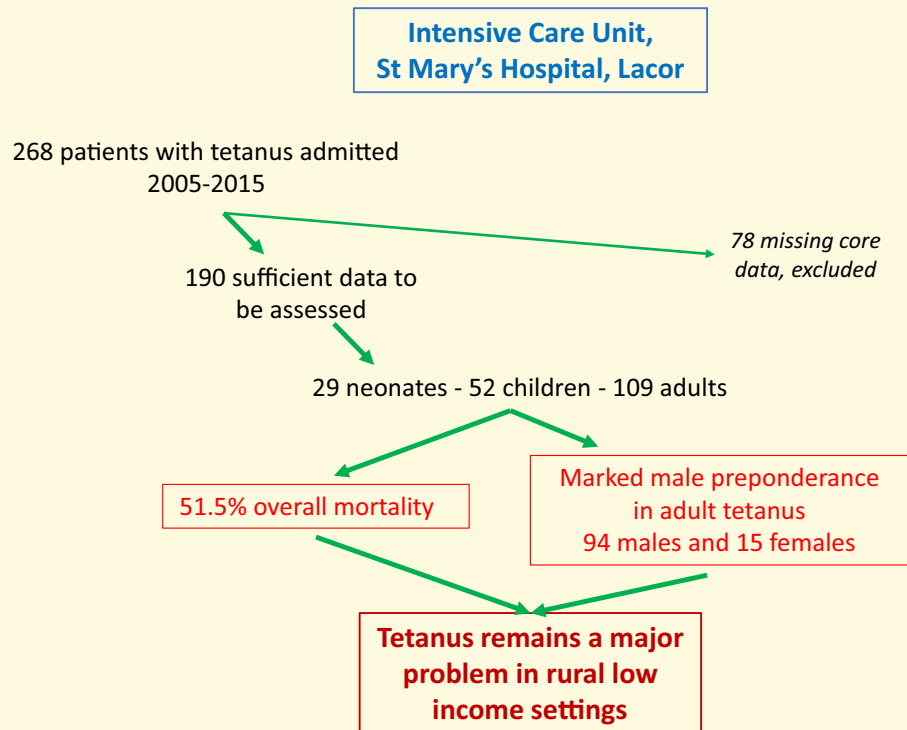 Intensive Care Unit,
St Mary’s Hospital, Lacor
268 patients with tetanus admitted
2005-2015
78 missing core
data, excluded
190 sufficient data to
be assessed
29 neonates - 52 children - 109 adults
51.5% overall mortality
Marked male preponderance
in adult tetanus
94 males and 15 females
Tetanus remains a major
problem in rural low
income settings